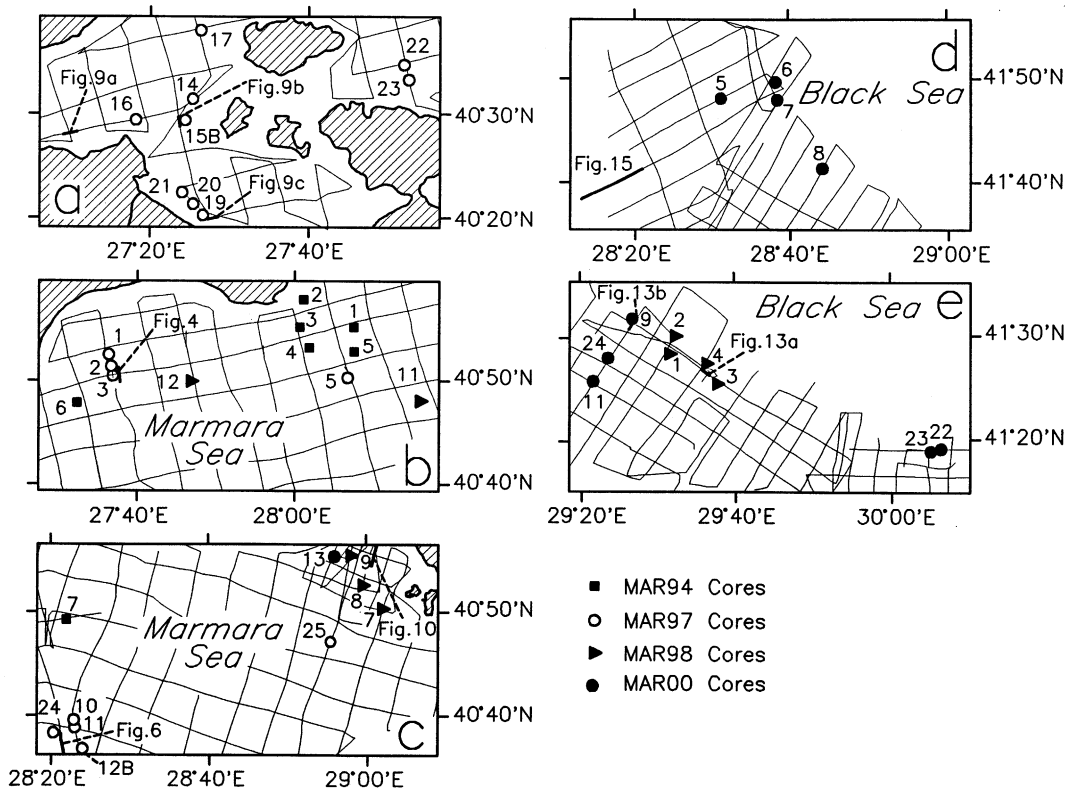 17
22
23
Fig.9a
14
Fig.9b
16
15B
40°30'N
21
20
19
Fig.9c
a
40°20'N
27°20'E
27°40'E
2
1
3
Fig.4
1
4
5
2
3
12
5
11
40°50'N
6
Marmara
Sea
b
40°40'N
27°40'E
28°00'E
13
9
7
8
7
40°50'N
Marmara
Sea
25
Fig.10
24
10
11
Fig.6
40°40'N
c
12B
28°20'E
28°40'E
29°00'E
d
6
5
7
Black Sea
41°50'N
8
Fig.15
41°40'N
28°20'E
28°40'E
29°00'E
Fig.13b
Black Sea
e
9
2
Fig.13a
41°30'N
24
1
4
3
11
23
22
41°20'N
29°20'E
29°40'E
30°00'E
MAR94 Cores
MAR97 Cores
MAR98 Cores
MAR00 Cores